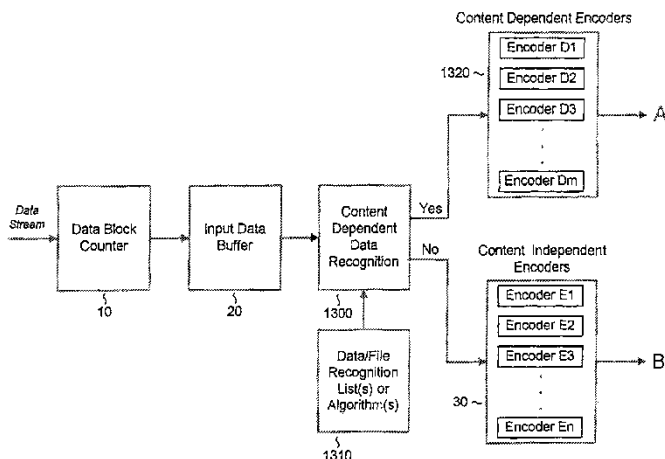 Content Dependent Encoders
Encoder D1
1320
Encoder D2
Encoder D3
A
Encoder Dm
Data
Stream
Data Block
Counter
10
Input Data
Buffer
20
Content
Dependent
Data
Recognition
1300
Yes
No
Data/File
Recognition
List(s) or
Algorithm(s)
1310
Content Independent
Encoders
Encoder E1
Encoder E2
Encoder E3
B
30
Encoder En